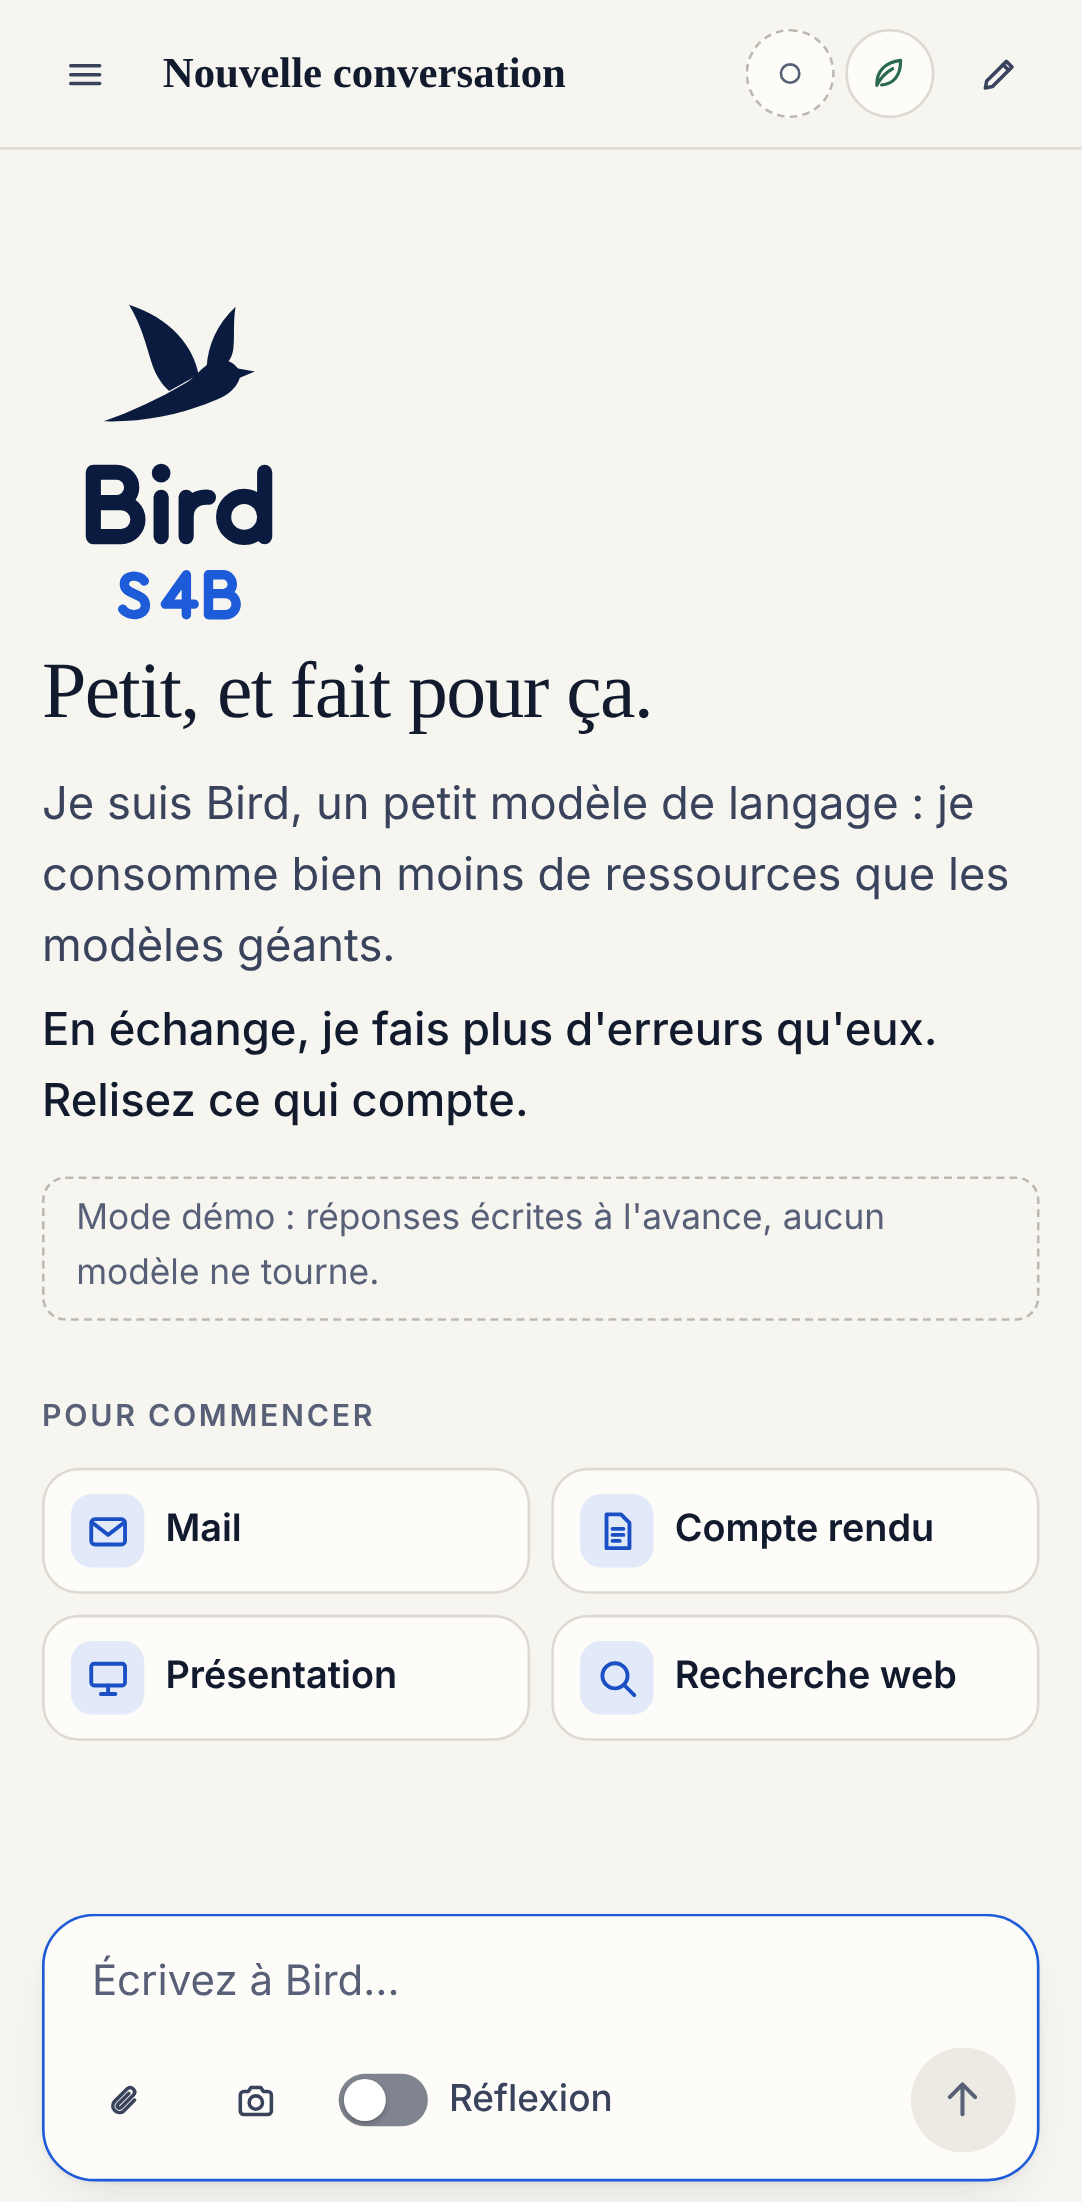 Nouvelle conversation
Bird
S4B
Petit, et fait pour ça.
Je suis Bird, un petit modèle de langage : je
consomme bien moins de ressources que les
modèles géants.
En échange, je fais plus d'erreurs qu'eux.
Relisez ce qui compte.
Mode démo : réponses écrites à l'avance, aucun
modèle ne tourne.
POUR COMMENCER
Mail
Compte rendu
Présentation
Recherche web
Écrivez à Bird...
Réflexion